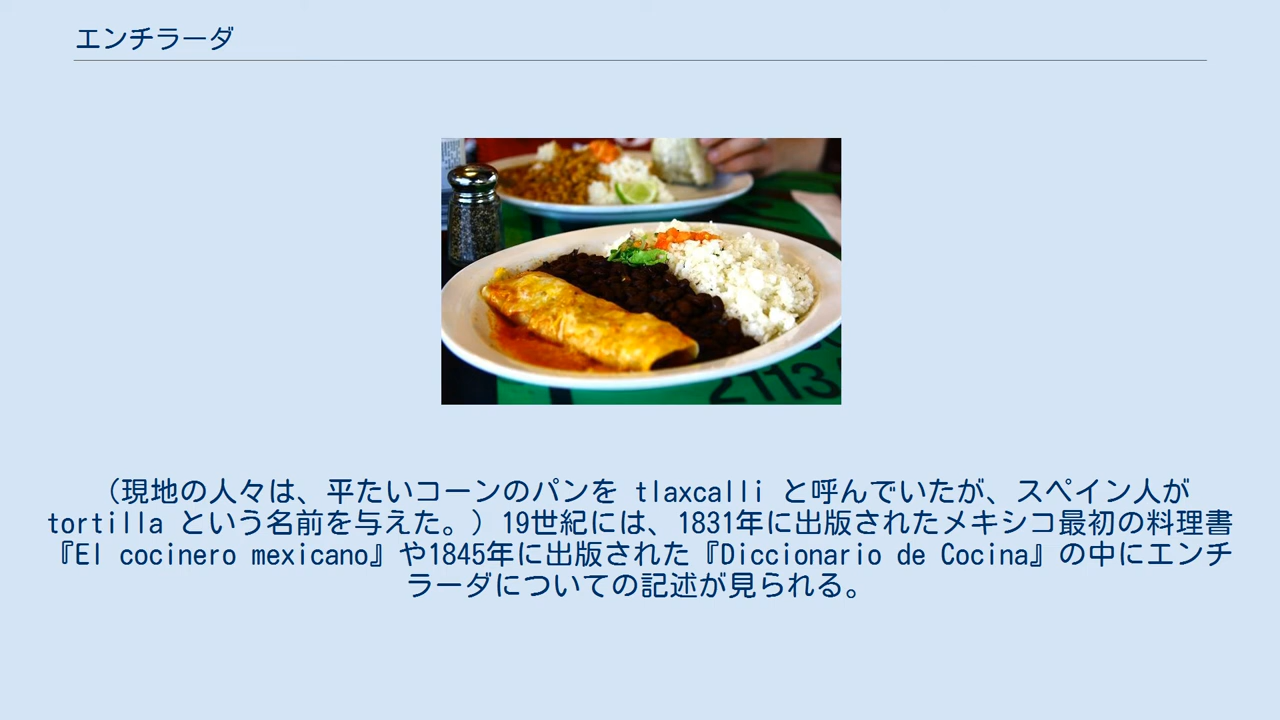 エンチラーダ
2113
（現地の人々は、平たいコーンのパンを tlaxcalli と呼んでいたが、スペイン人が
tortilla という名前を与えた。）19世紀には、1831年に出版されたメキシコ最初の料理書
『El cocinero mexicano』や1845年に出版された『Diccionario de Cocina』の中にエンチ
ラーダについての記述が見られる。